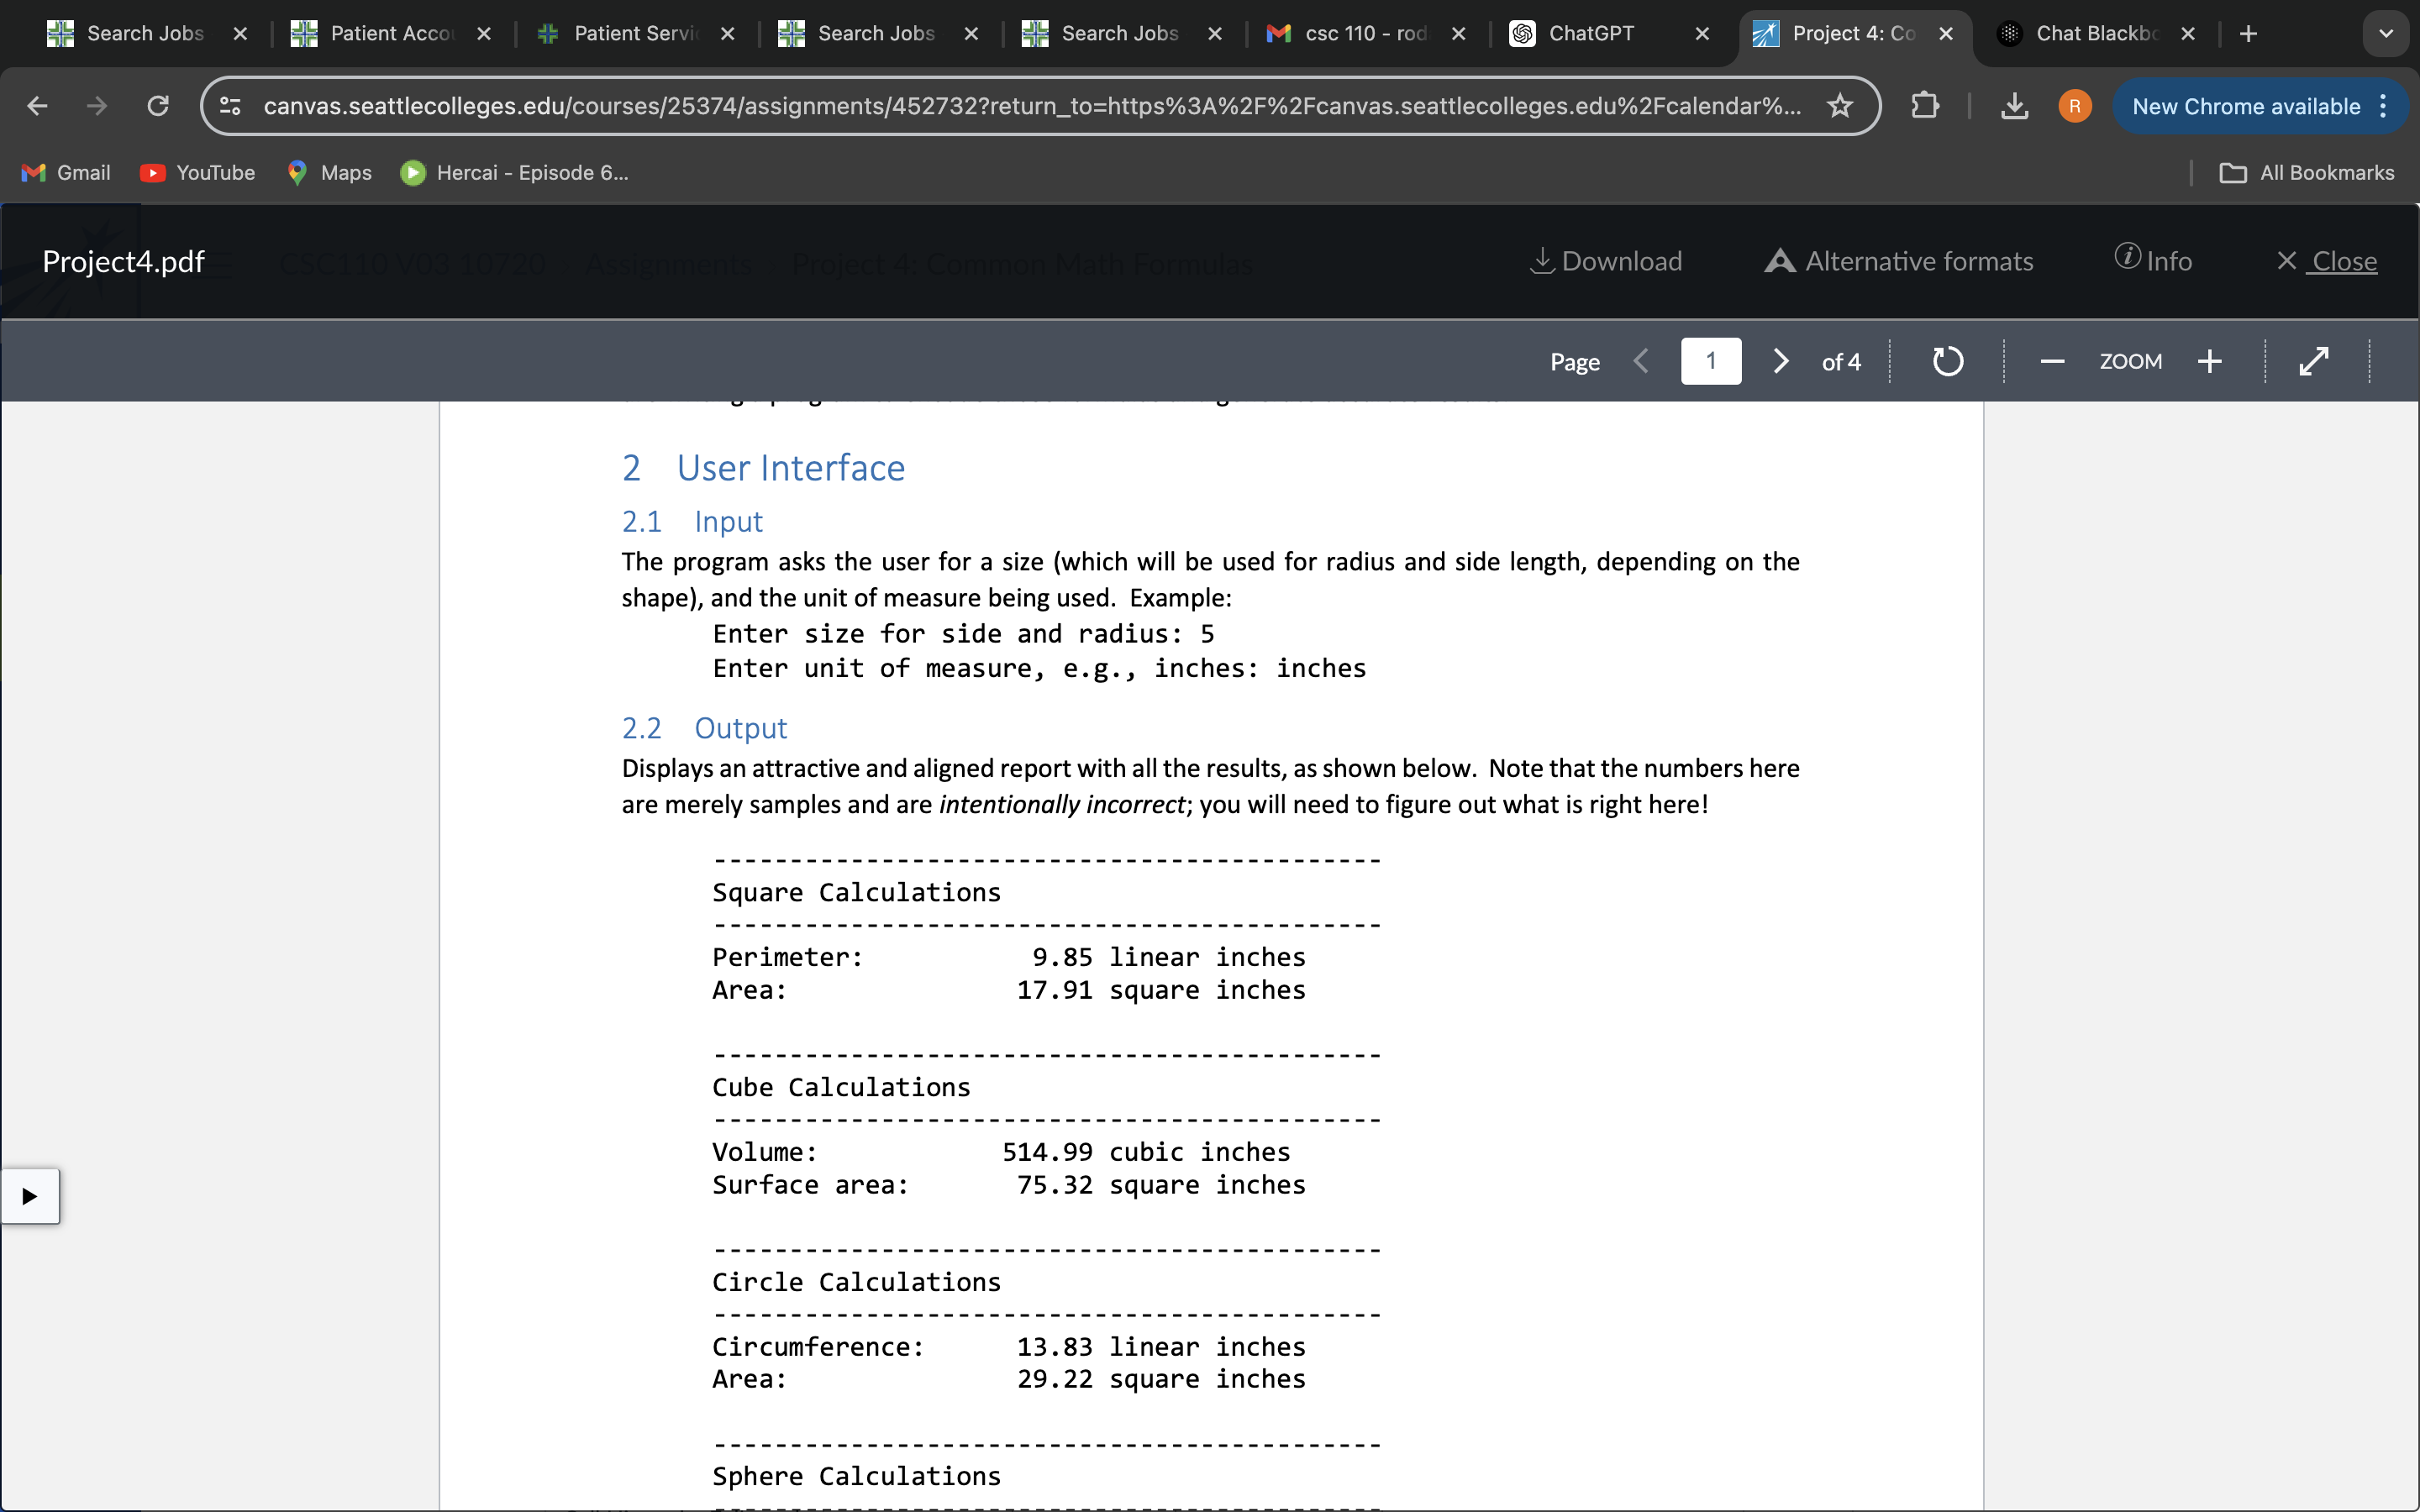 Search Jobs
Patient Acco
Patient Servi
Search Jobs
Search Jobs
csc 110 - rod
ChatGPT
Project 4: Co
Chat Blackbo
canvas.seattlecolleges.edu/courses/25374/assignments/452732?return_to=https%3A%2F%2Fcanvas.seattlecolleges.edu%2Fcalendar%...
R
New Chrome available
Gmail
YouTube
Maps
Hercai - Episode 6...
All Bookmarks
Project4.pdf
CSC110 V03 10720
Assignments
Project 4: Common Math Formulas
Download
Alternative formats
Info
Close
Page 1 of 4
ZOOM
2 User Interface
2.1 Input
The program asks the user for a size (which will be used for radius and side length, depending on the
shape), and the unit of measure being used. Example:
Enter size for side and radius: 5
Enter unit of measure, e.g., inches: inches
2.2 Output
Displays an attractive and aligned report with all the results, as shown below. Note that the numbers here
are merely samples and are intentionally incorrect; you will need to figure out what is right here!
--------------------------------------------
Square Calculations
--------------------------------------------
Perimeter: 9.85 linear inches
Area: 17.91 square inches
--------------------------------------------
Cube Calculations
--------------------------------------------
Volume: 514.99 cubic inches
Surface area: 75.32 square inches
--------------------------------------------
Circle Calculations
--------------------------------------------
Circumference: 13.83 linear inches
Area: 29.22 square inches
--------------------------------------------
Sphere Calculations
--------------------------------------------